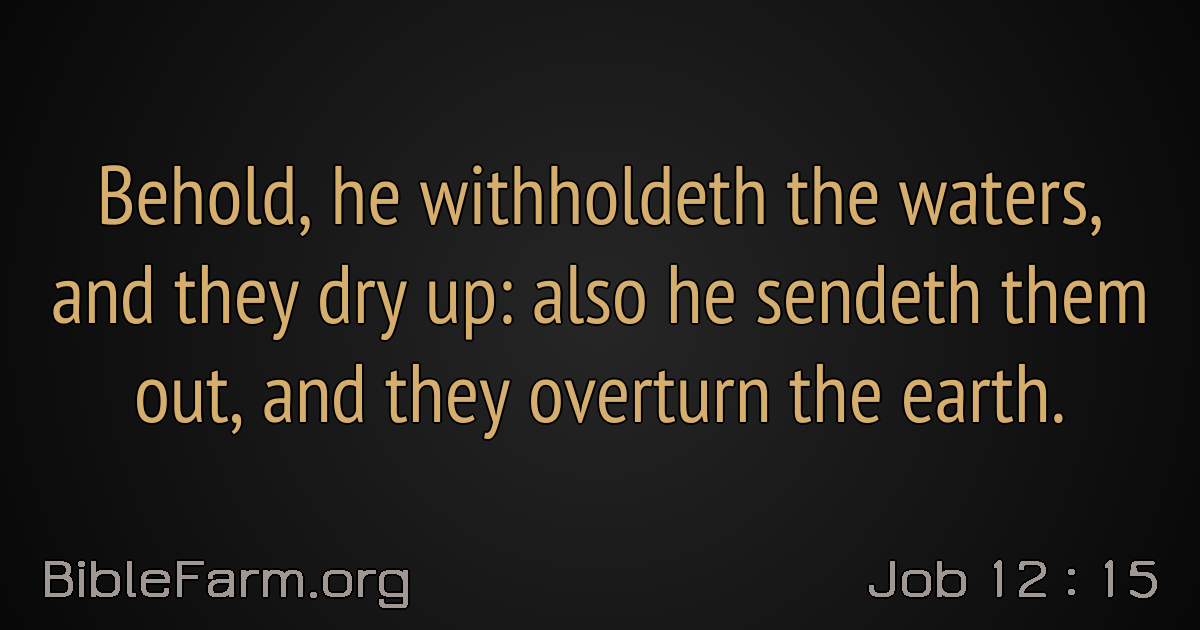 Behold, he withholdeth the waters,
and they dry up: also he sendeth them
out, and they overturn the earth.
BibleFarm.org
Job 12 : 15